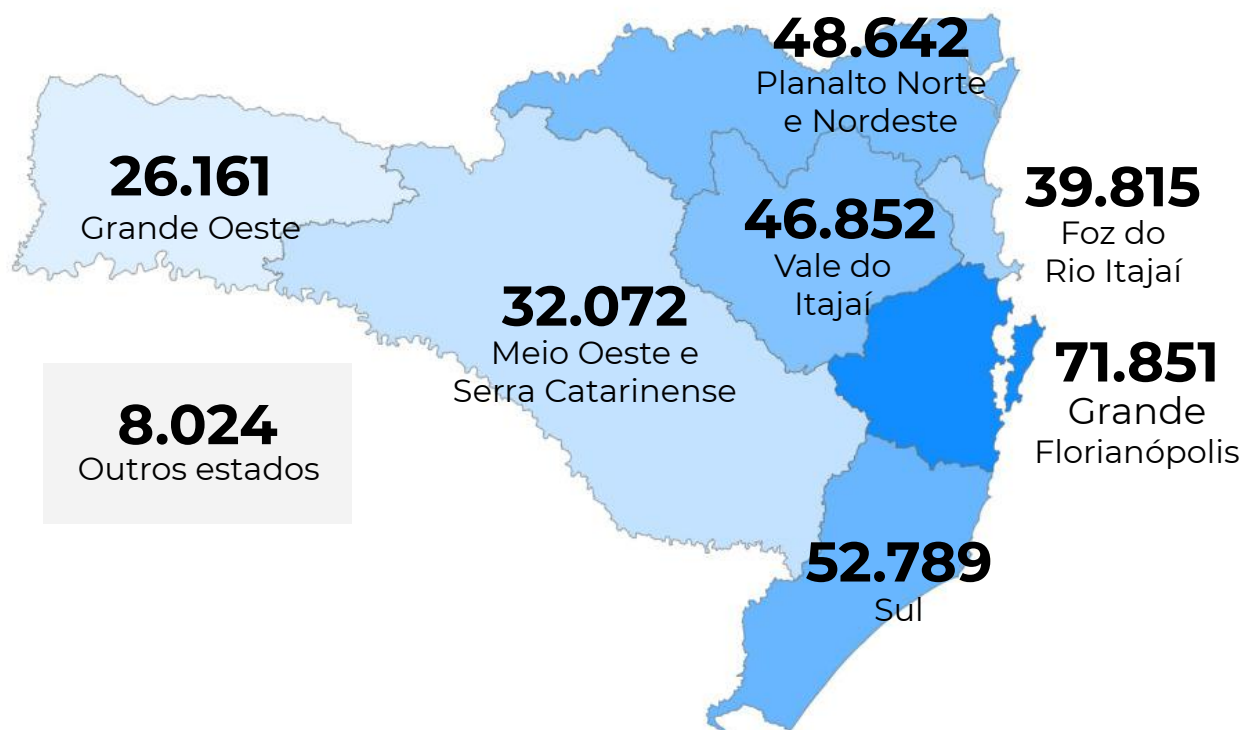 48.642
Planalto Norte
e Nordeste
26.161
Grande Oeste
39.815
Foz do
Rio Itajaí
46.852
Vale do
Itajaí
32.072
Meio Oeste e
Serra Catarinense
71.851
Grande
Florianópolis
8.024
Outros estados
52.789
Sul